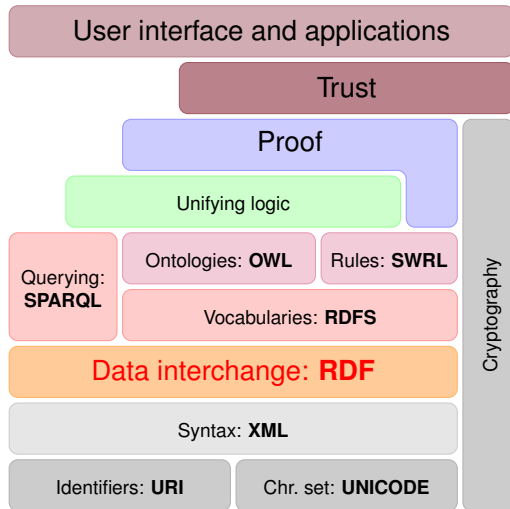 User interface and applications
Trust
Proof
Unifying logic
Querying:
SPARQL
Ontologies: OWL
Rules: SWRL
Vocabularies: RDFS
Data interchange: RDF
Syntax: XML
Identifiers: URI
Chr. set: UNICODE
Cryptography